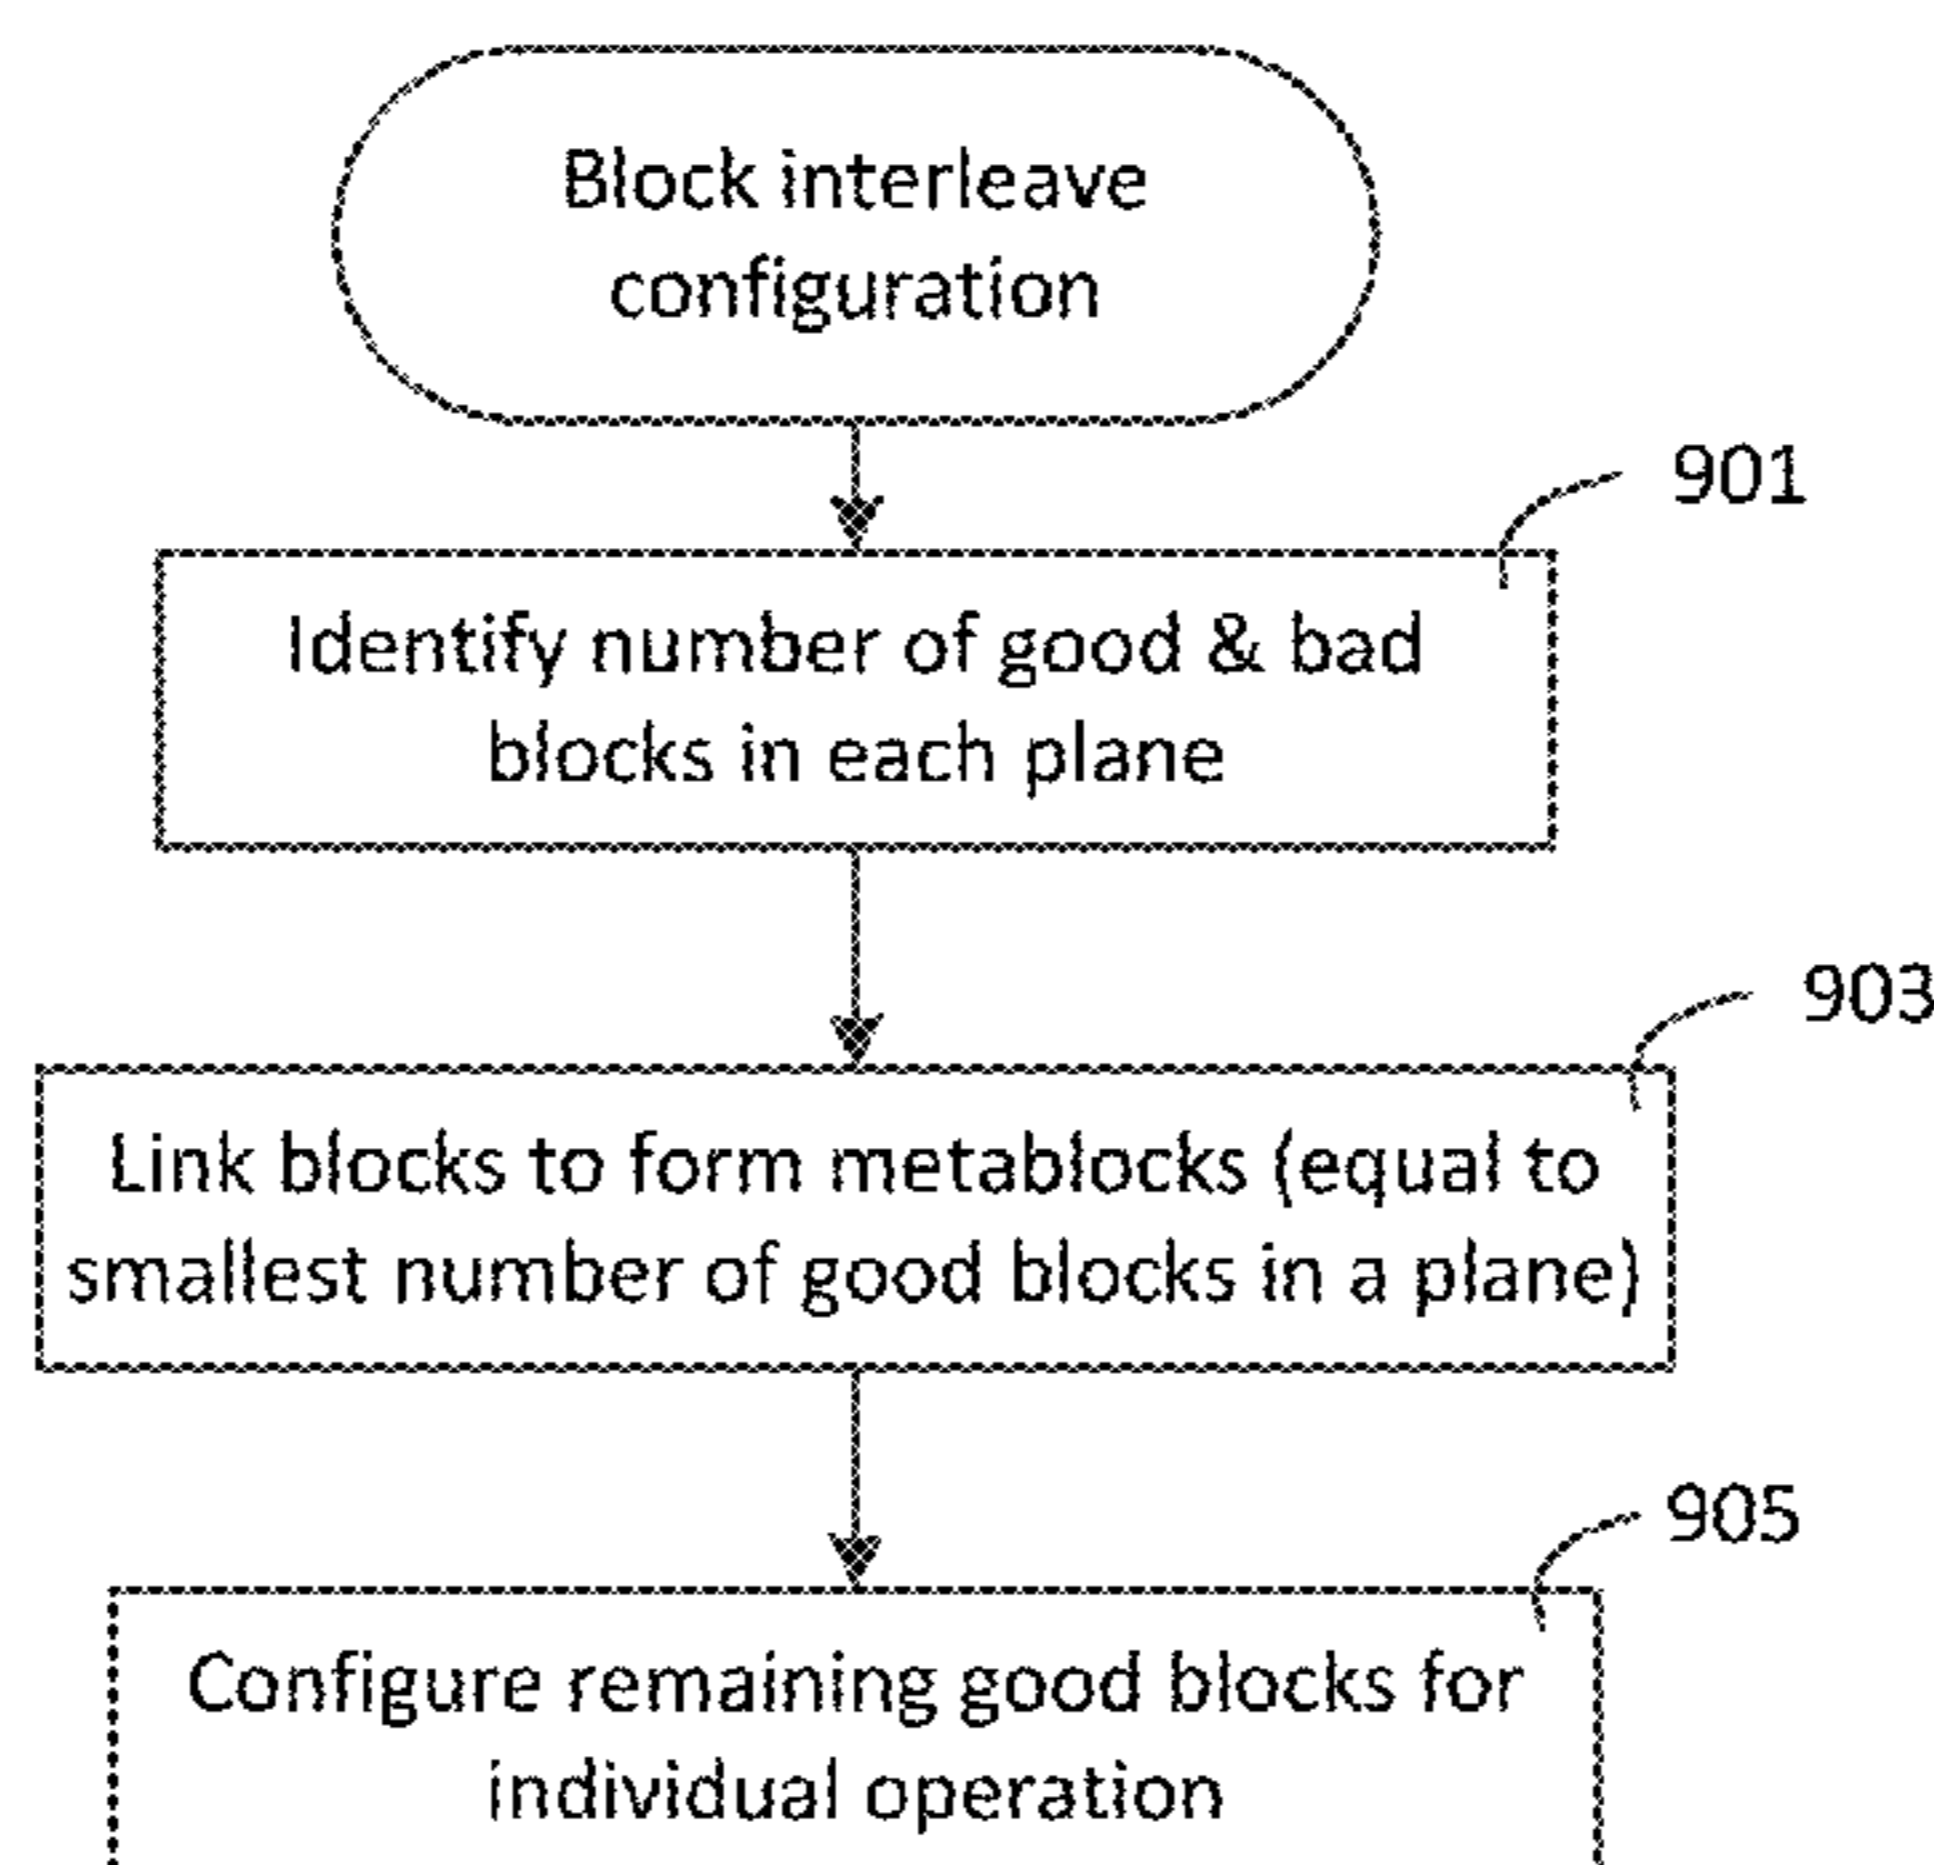 Block interleave
configuration
901
Identify number of good & bad
blocks in each plane
903
Link blocks to form metablocks (equal to
smallest number of good blocks in a plane)
905
Configure remaining good blocks for
individual operation